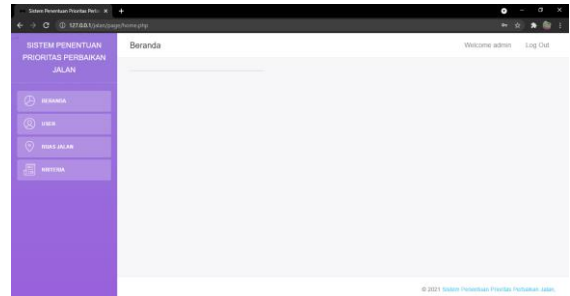 Sistem Penentuan Prioritas Perba
127.0.0.1/jalan/page/home.php
SISTEM PENENTUAN
PRIORITAS PERBAIKAN
JALAN
Beranda
Welcome admin
Log Out
BERANDA
USER
RUAS JALAN
KRITERIA
© 2021 Sistem Penentuan Prioritas Perbaikan Jalan.